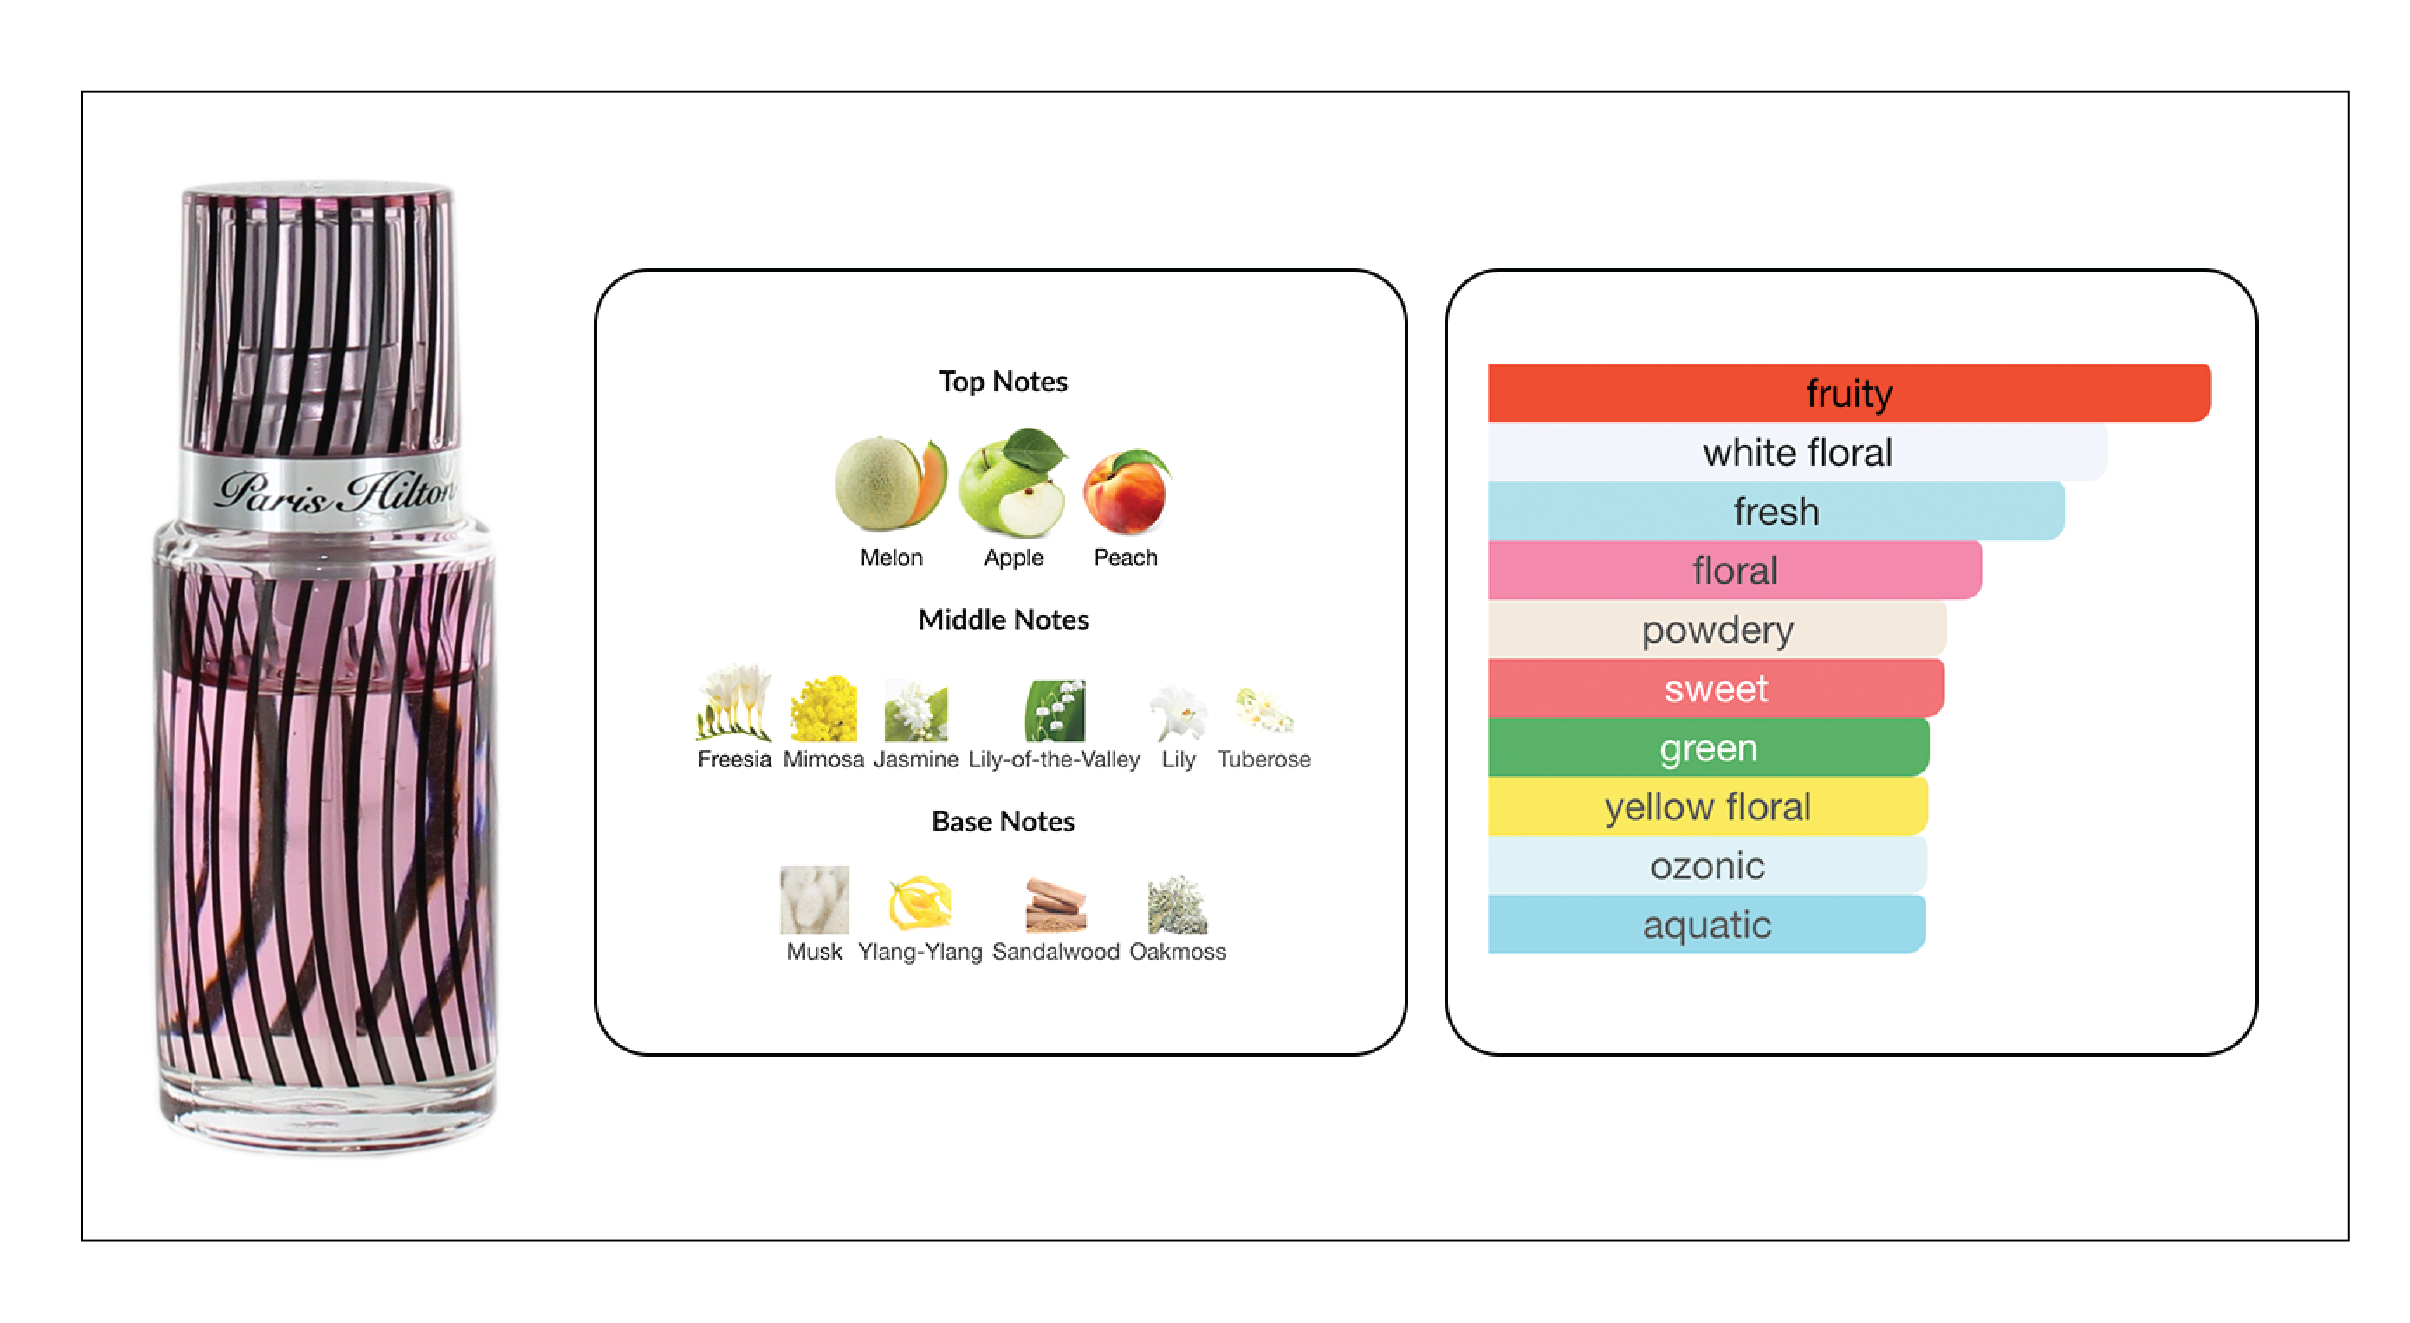 Paris Hilton
Top Notes
Melon Apple Peach
Middle Notes
Freesia Mimosa Jasmine Lily-of-the-Valley Lily Tuberose
Base Notes
Musk Ylang-Ylang Sandalwood Oakmoss
fruity
white floral
fresh
floral
powdery
sweet
green
yellow floral
ozonic
aquatic